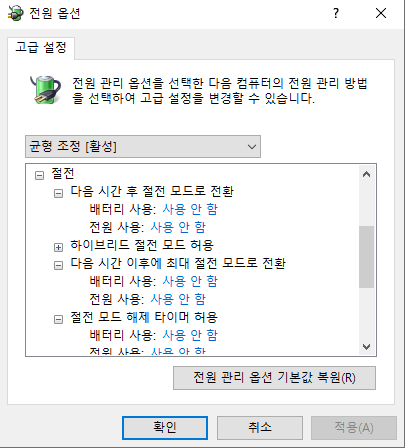 전원 옵션
고급 설정
전원 관리 옵션을 선택한 다음 컴퓨터의 전원 관리 방법
을 선택하여 고급 설정을 변경할 수 있습니다.
균형 조정 [활성]
절전
다음 시간 후 절전 모드로 전환
배터리 사용: 사용 안 함
전원 사용: 사용 안 함
하이브리드 절전 모드 허용
다음 시간 이후에 최대 절전 모드로 전환
배터리 사용: 사용 안 함
전원 사용: 사용 안 함
절전 모드 해제 타이머 허용
배터리 사용: 사용 안 함
전원 사용: 사용 안 함
전원 관리 옵션 기본값 복원(R)
확인 취소 적용(A)